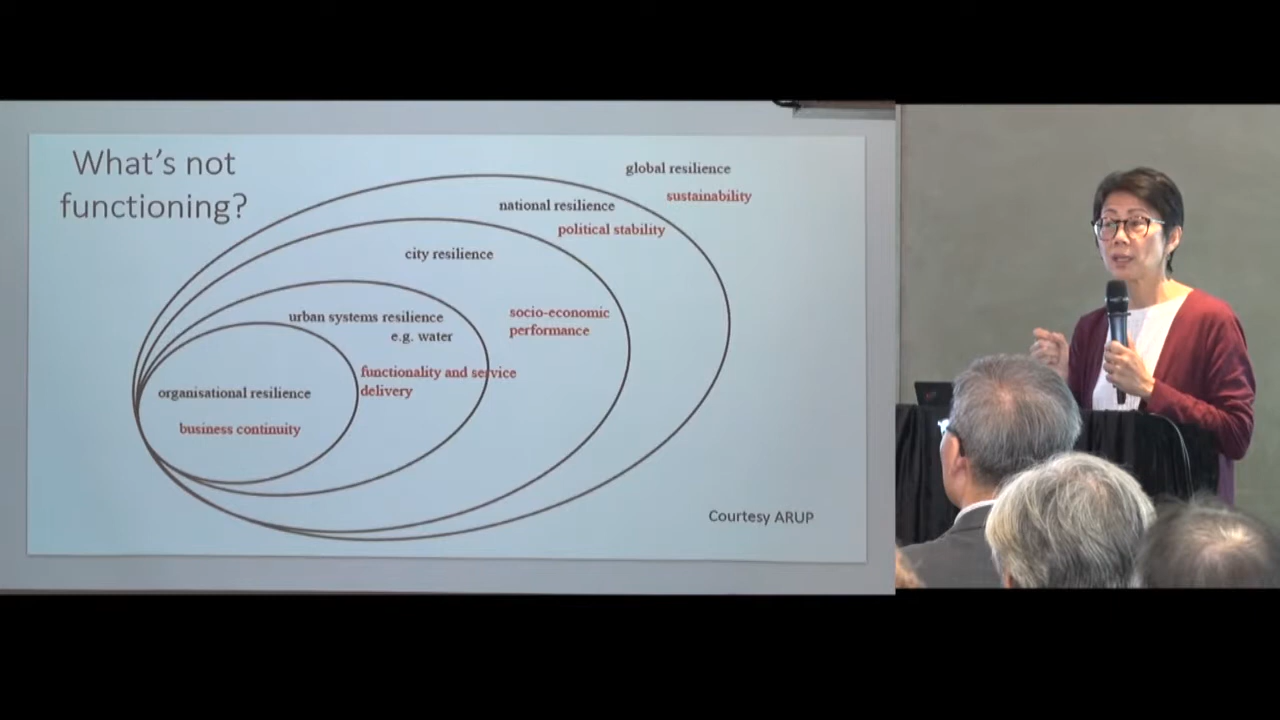 What's not
functioning?
global resilience
sustainability
national resilience
political stability
city resilience
socio-economic
performance
urban systems resilience
e.g. water
functionality and service
delivery
organisational resilience
business continuity
Courtesy ARUP